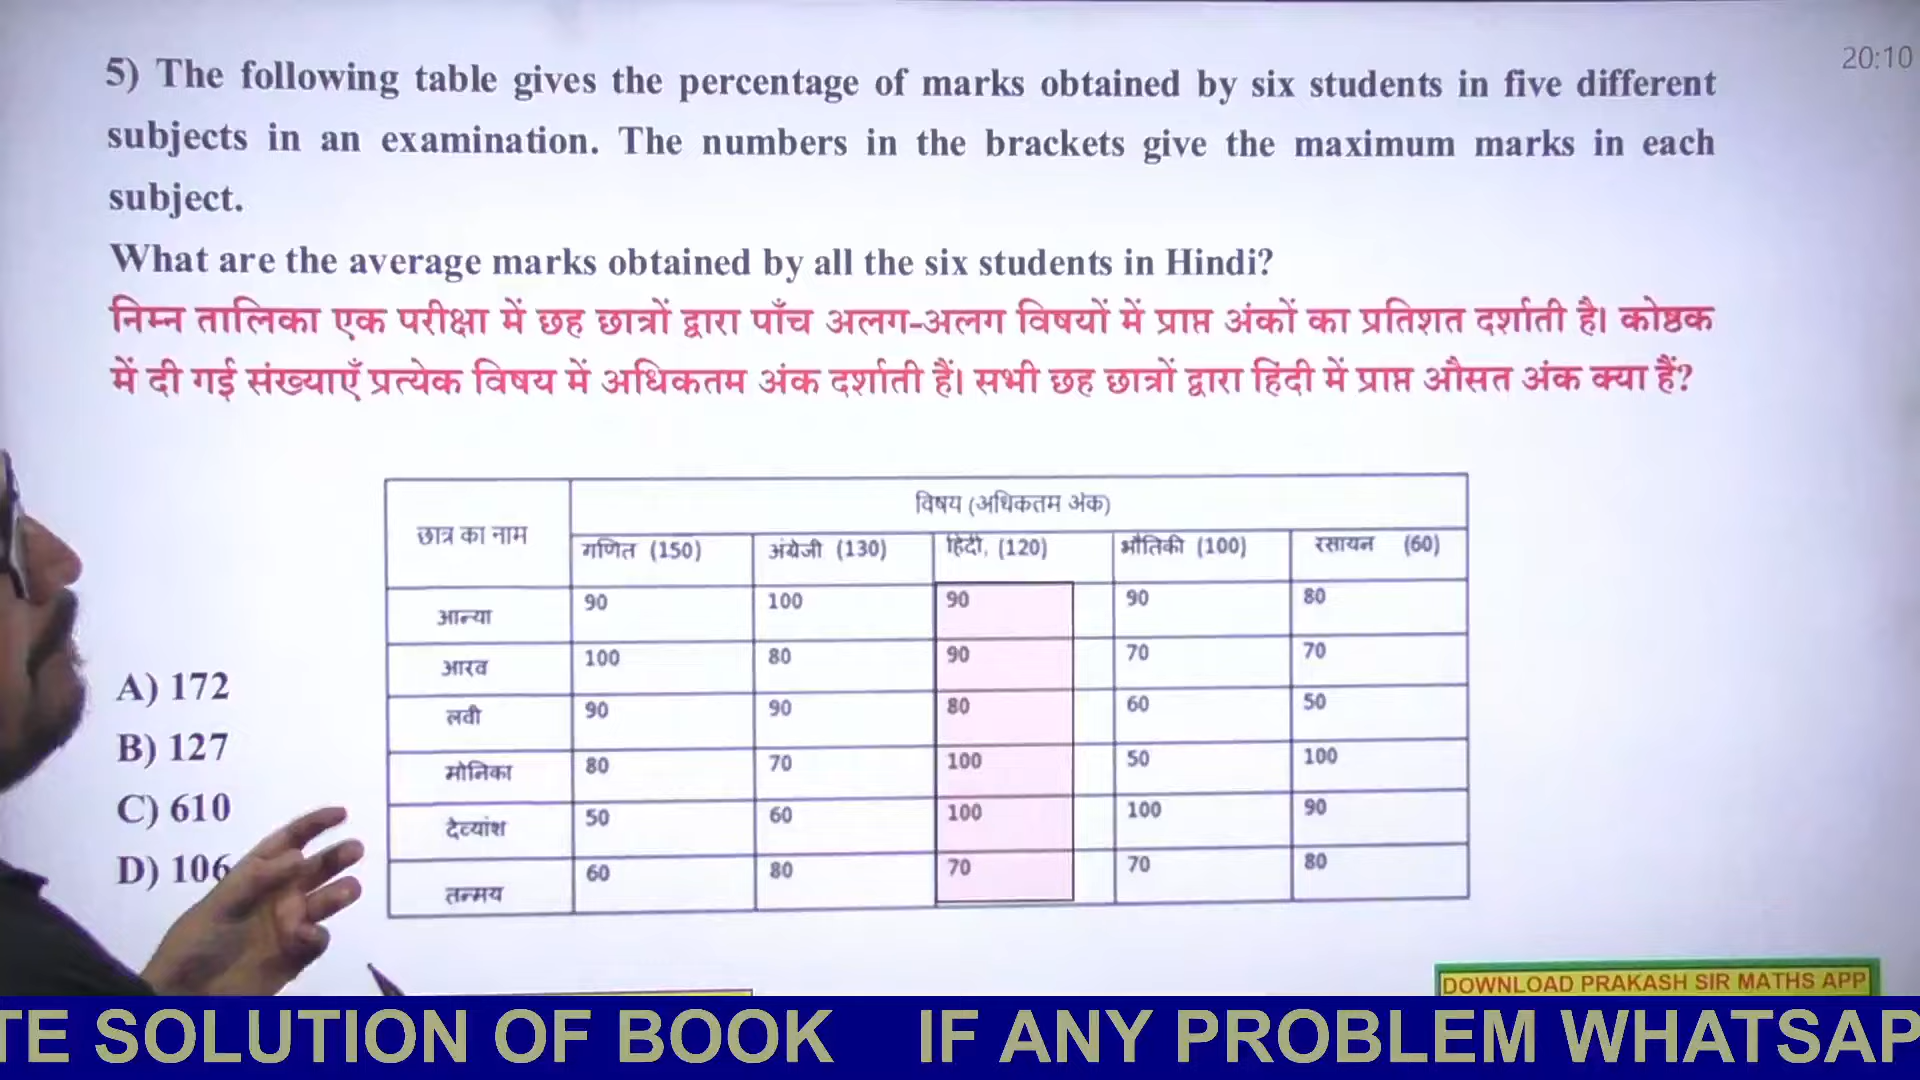 20:10
5) The following table gives the percentage of marks obtained by six students in five different
subjects in an examination. The numbers in the brackets give the maximum marks in each
subject.
What are the average marks obtained by all the six students in Hindi?
निम्न तालिका एक परीक्षा में छह छात्रों द्वारा पाँच अलग-अलग विषयों में प्राप्त अंकों का प्रतिशत दर्शाती है। कोष्ठक
में दी गई संख्याएँ प्रत्येक विषय में अधिकतम अंक दर्शाती हैं। सभी छह छात्रों द्वारा हिंदी में प्राप्त औसत अंक क्या हैं?
छात्र का नाम विषय (अधिकतम अंक)
गणित (150) अंग्रेजी (130) हिंदी, (120) भौतिकी (100) रसायन (60)
आन्या 90 100 90 90 80
आरव 100 80 90 70 70
लवी 90 90 80 60 50
मोनिका 80 70 100 50 100
देव्यांश 50 60 100 100 90
तन्मय 60 80 70 70 80
A) 172
B) 127
C) 610
D) 106
DOWNLOAD PRAKASH SIR MATHS APP
TE SOLUTION OF BOOK IF ANY PROBLEM WHATSAP